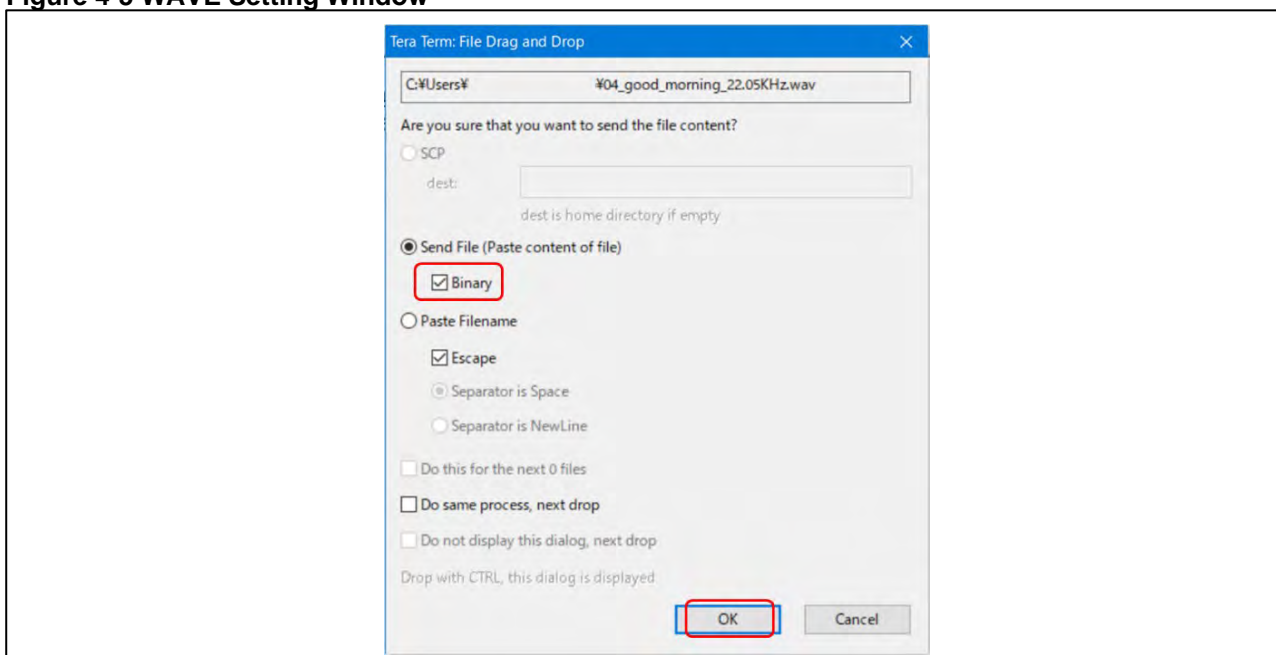 Figure 4-3 WAVE Setting Window
Tera Term: File Drag and Drop
C:¥Users¥ ¥04_good_morning_22.05KHz.wav
Are you sure that you want to send the file content?
SCP
dest:
dest is home directory if empty
Send File (Paste content of file)
Binary
Paste Filename
Escape
Separator is Space
Separator is NewLine
Do this for the next 0 files
Do same process, next drop
Do not display this dialog, next drop
Drop with CTRL, this dialog is displayed
OK Cancel